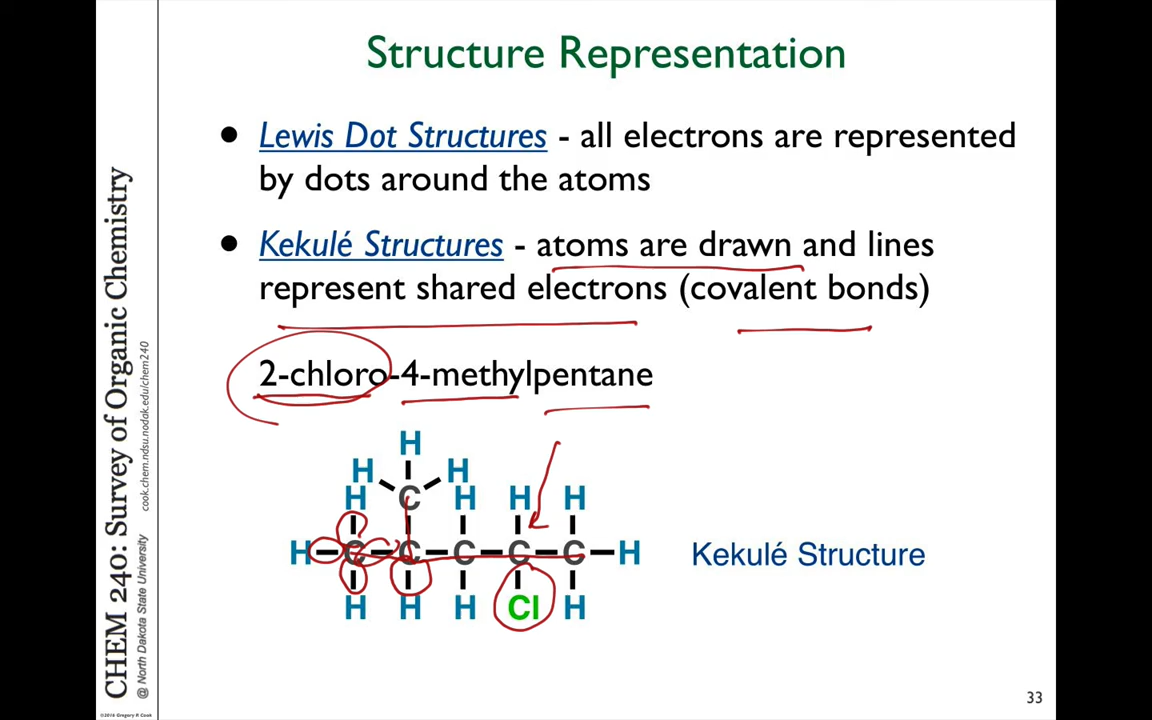 Structure Representation
• Lewis Dot Structures - all electrons are represented
by dots around the atoms
• Kekulé Structures - atoms are drawn and lines
represent shared electrons (covalent bonds)
2-chloro-4-methylpentane
H
H H
H C H H H
H C C C C C H
H H H Cl H
Kekulé Structure
33
CHEM 240: Survey of Organic Chemistry
@ North Dakota State University cook.chem.ndsu.nodak.edu/chem240
©2016 Gregory R. Cook